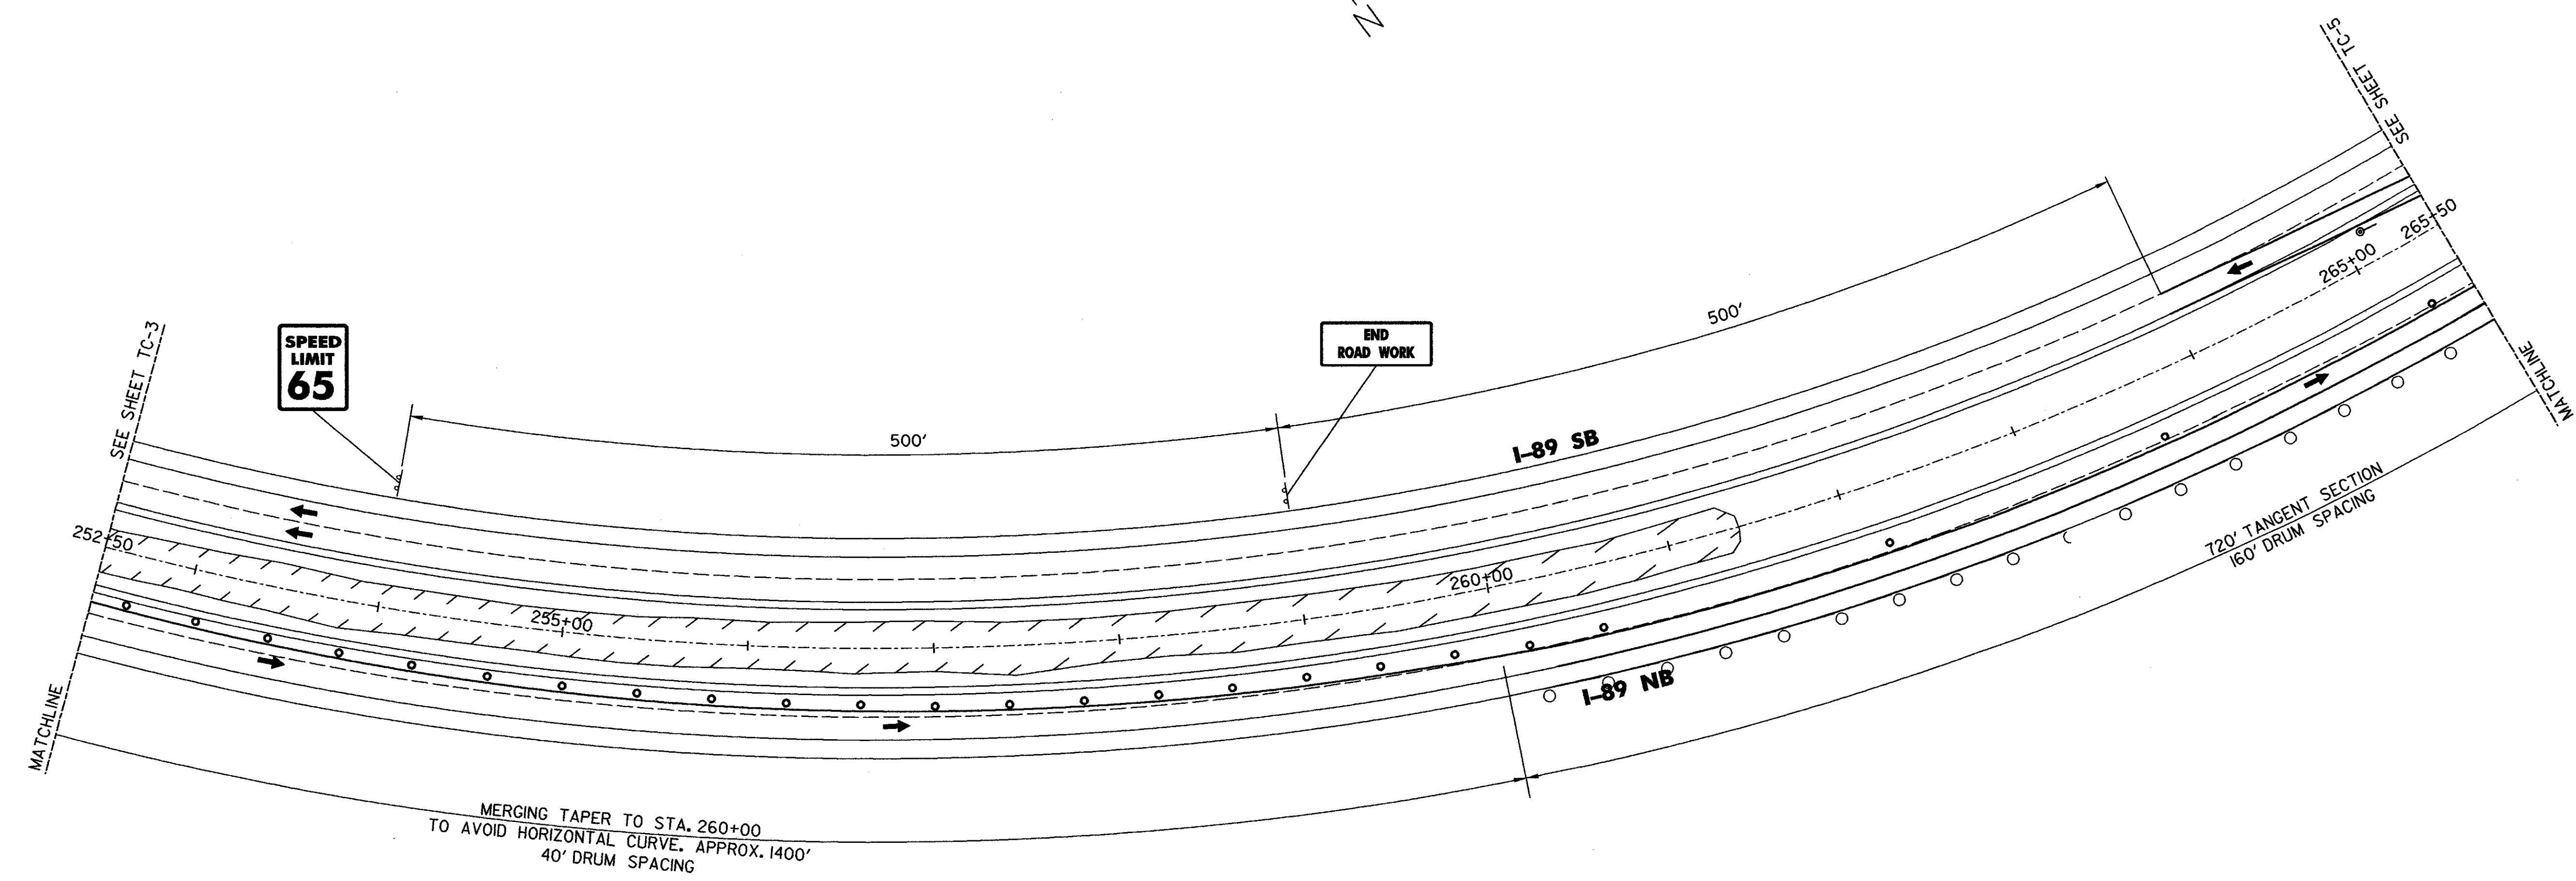 N
SEE SHEET TC-5
SEE SHEET TC-3
SPEED
LIMIT
65
END
ROAD WORK
500'
500'
I-89 SB
265+50
265+00
252+50
255+00
260+00
I-89 NB
MATCHLINE
MATCHLINE
720' TANGENT SECTION
160' DRUM SPACING
MERGING TAPER TO STA. 260+00
TO AVOID HORIZONTAL CURVE. APPROX. 1400'
40' DRUM SPACING